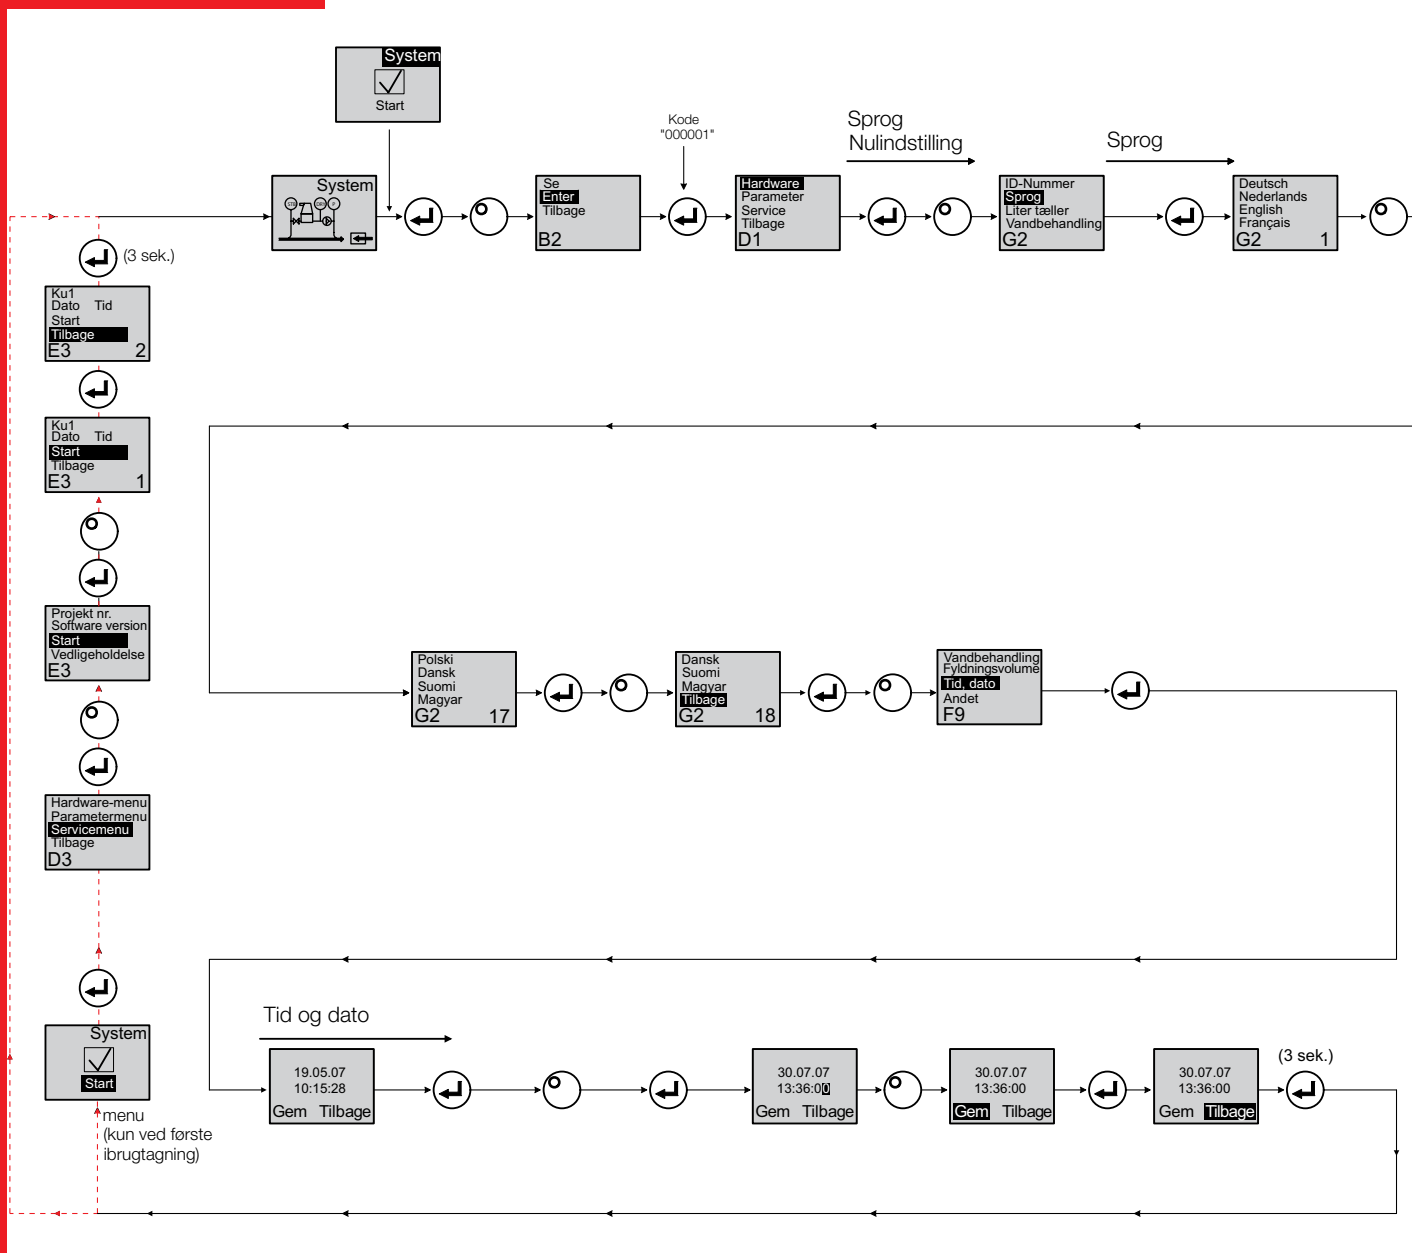 System
Start
Kode
"000001"
Sprog
Nulindstilling
Sprog
System
STB
DRY
P
Se
Enter
Tilbage
B2
Hardware
Parameter
Service
Tilbage
D1
ID-Nummer
Sprog
Liter tæller
Vandbehandling
G2
Deutsch
Nederlands
English
Français
G2 1
(3 sek.)
Ku1
Dato Tid
Start
Tilbage
E3 2
Ku1
Dato Tid
Start
Tilbage
E3 1
Projekt nr.
Software version
Start
Vedligeholdelse
E3
Polski
Dansk
Suomi
Magyar
G2 17
Dansk
Suomi
Magyar
Tilbage
G2 18
Vandbehandling
Fyldningsvolume
Tid, dato
Andet
F9
Hardware-menu
Parametermenu
Servicemenu
Tilbage
D3
System
Start
menu
(kun ved første
ibrugtagning)
Tid og dato
19.05.07
10:15:28
Gem Tilbage
30.07.07
13:36:00
Gem Tilbage
30.07.07
13:36:00
Gem Tilbage
30.07.07
13:36:00
Gem Tilbage
(3 sek.)